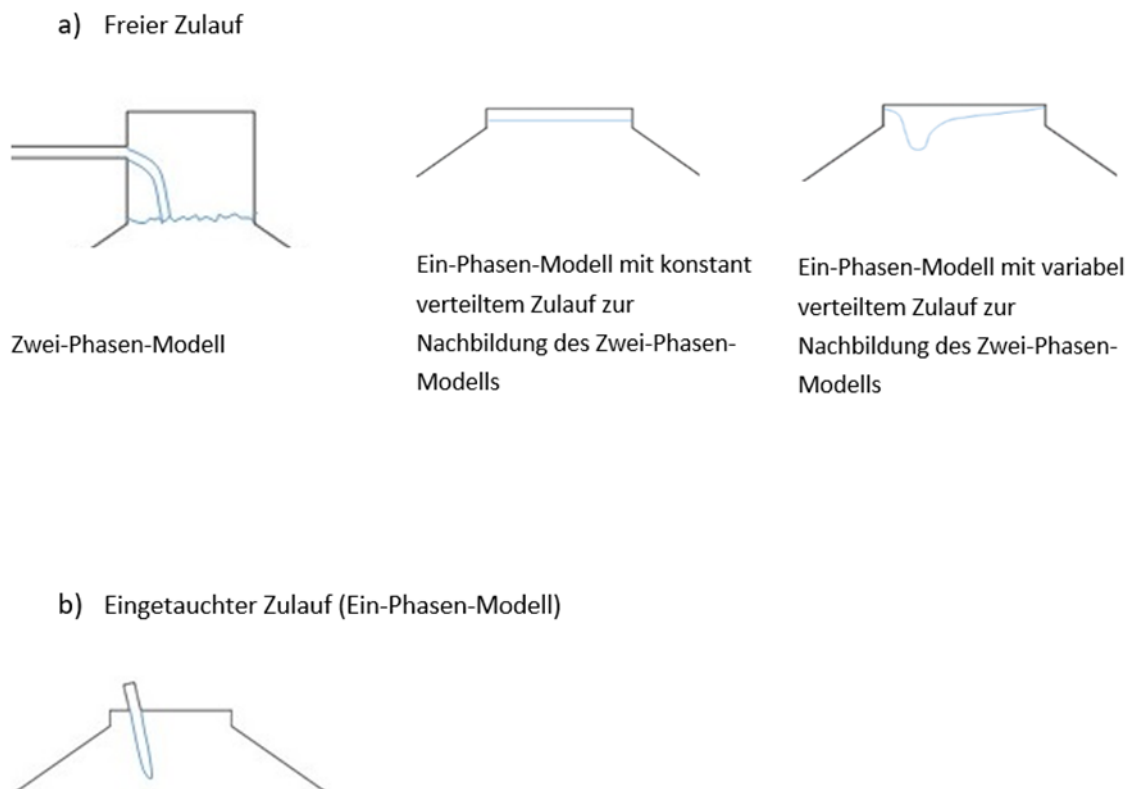 a) Freier Zulauf
Zwei-Phasen-Modell
Ein-Phasen-Modell mit konstant
verteiltem Zulauf zur
Nachbildung des Zwei-Phasen-
Modells
Ein-Phasen-Modell mit variabel
verteiltem Zulauf zur
Nachbildung des Zwei-Phasen-
Modells
b) Eingetauchter Zulauf (Ein-Phasen-Modell)